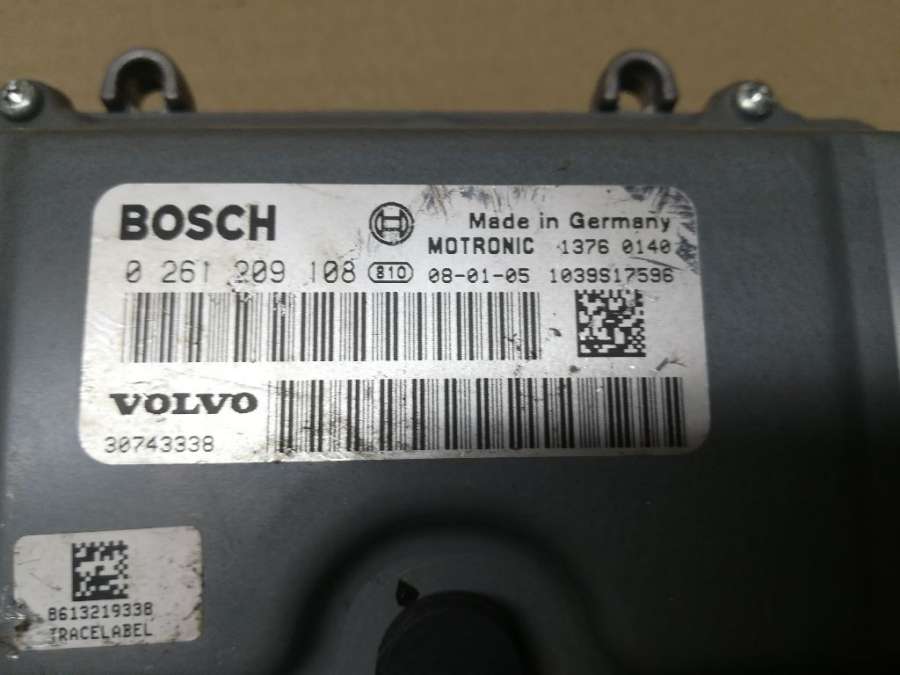 BOSCH
Made in Germany
MOTRONIC 1376 0140
0 261 209 108 810 08-01-05 1039S17596
VOLVO
30743338
8613219338
TRACELABEL